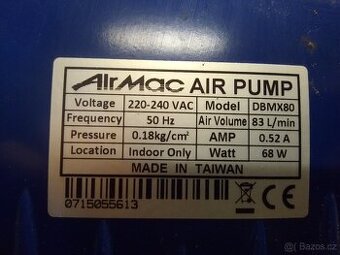 AIRMAC AIR PUMP
Voltage 220-240 VAC Model DBMX80
Frequency 50 Hz Air Volume 83 L/min
Pressure 0.18kg/cm² AMP 0.52 A
Location Indoor Only Watt 68 W
MADE IN TAIWAN
0715055613
CE
Bazos.cz